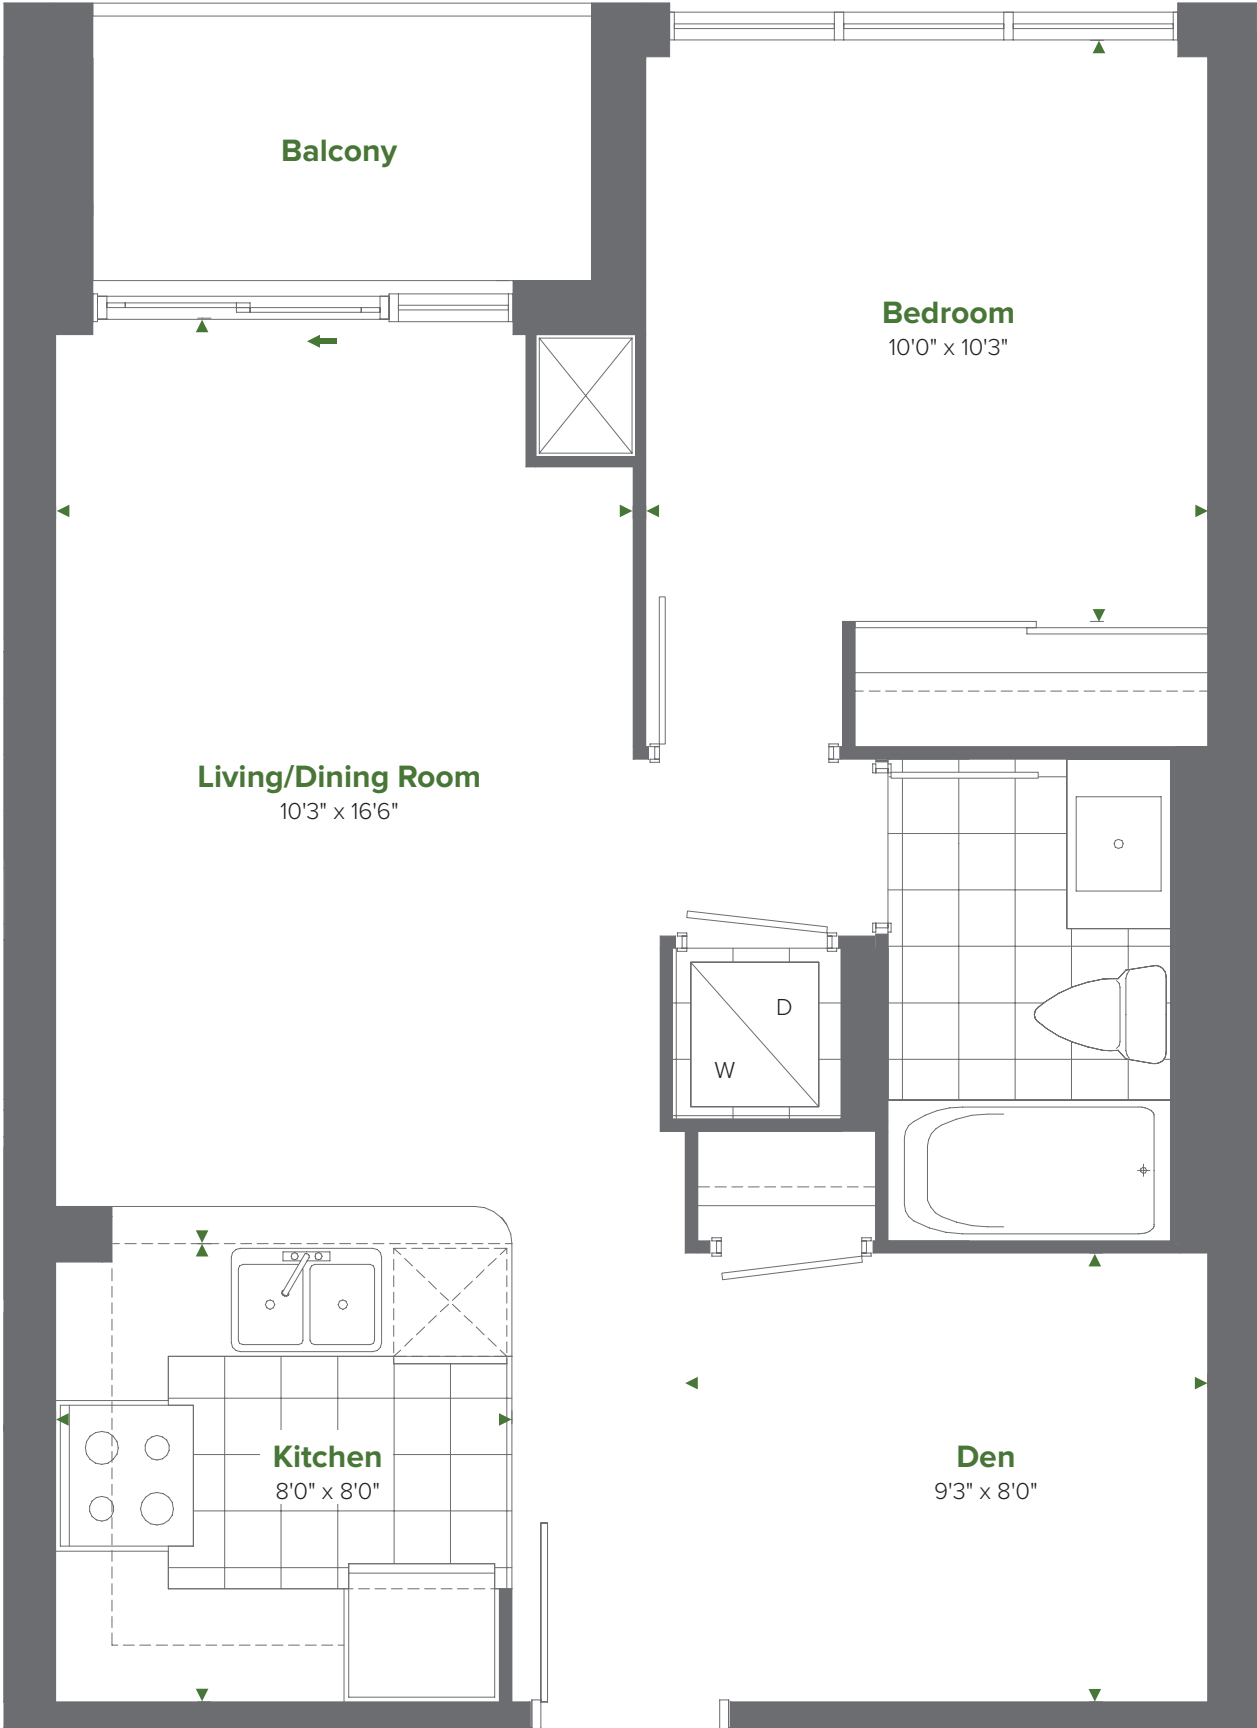 Balcony
Bedroom
10'0" x 10'3"
Living/Dining Room
10'3" x 16'6"
D
W
Kitchen
8'0" x 8'0"
Den
9'3" x 8'0"